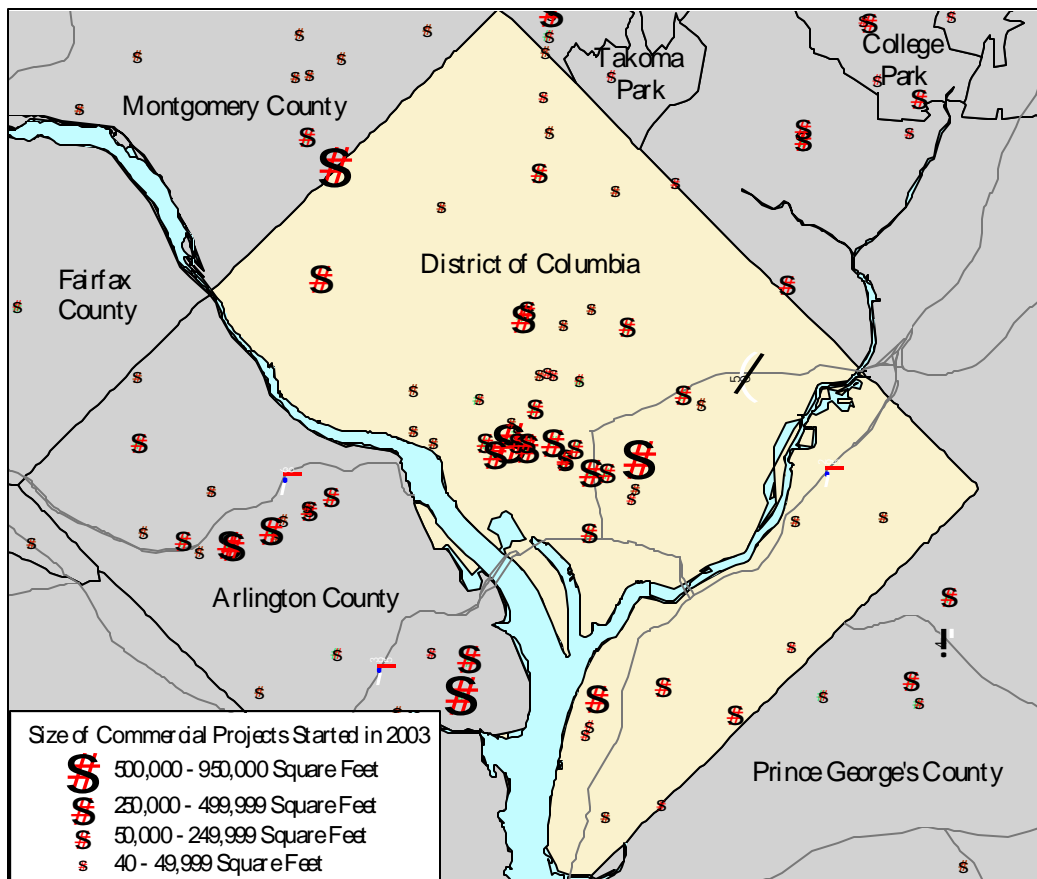 Takoma
Park
College
Park
Montgomery County
District of Columbia
Fairfax
County
Arlington County
Prince George's County
Size of Commercial Projects Started in 2003
500,000 - 950,000 Square Feet
250,000 - 499,999 Square Feet
50,000 - 249,999 Square Feet
40 - 49,999 Square Feet